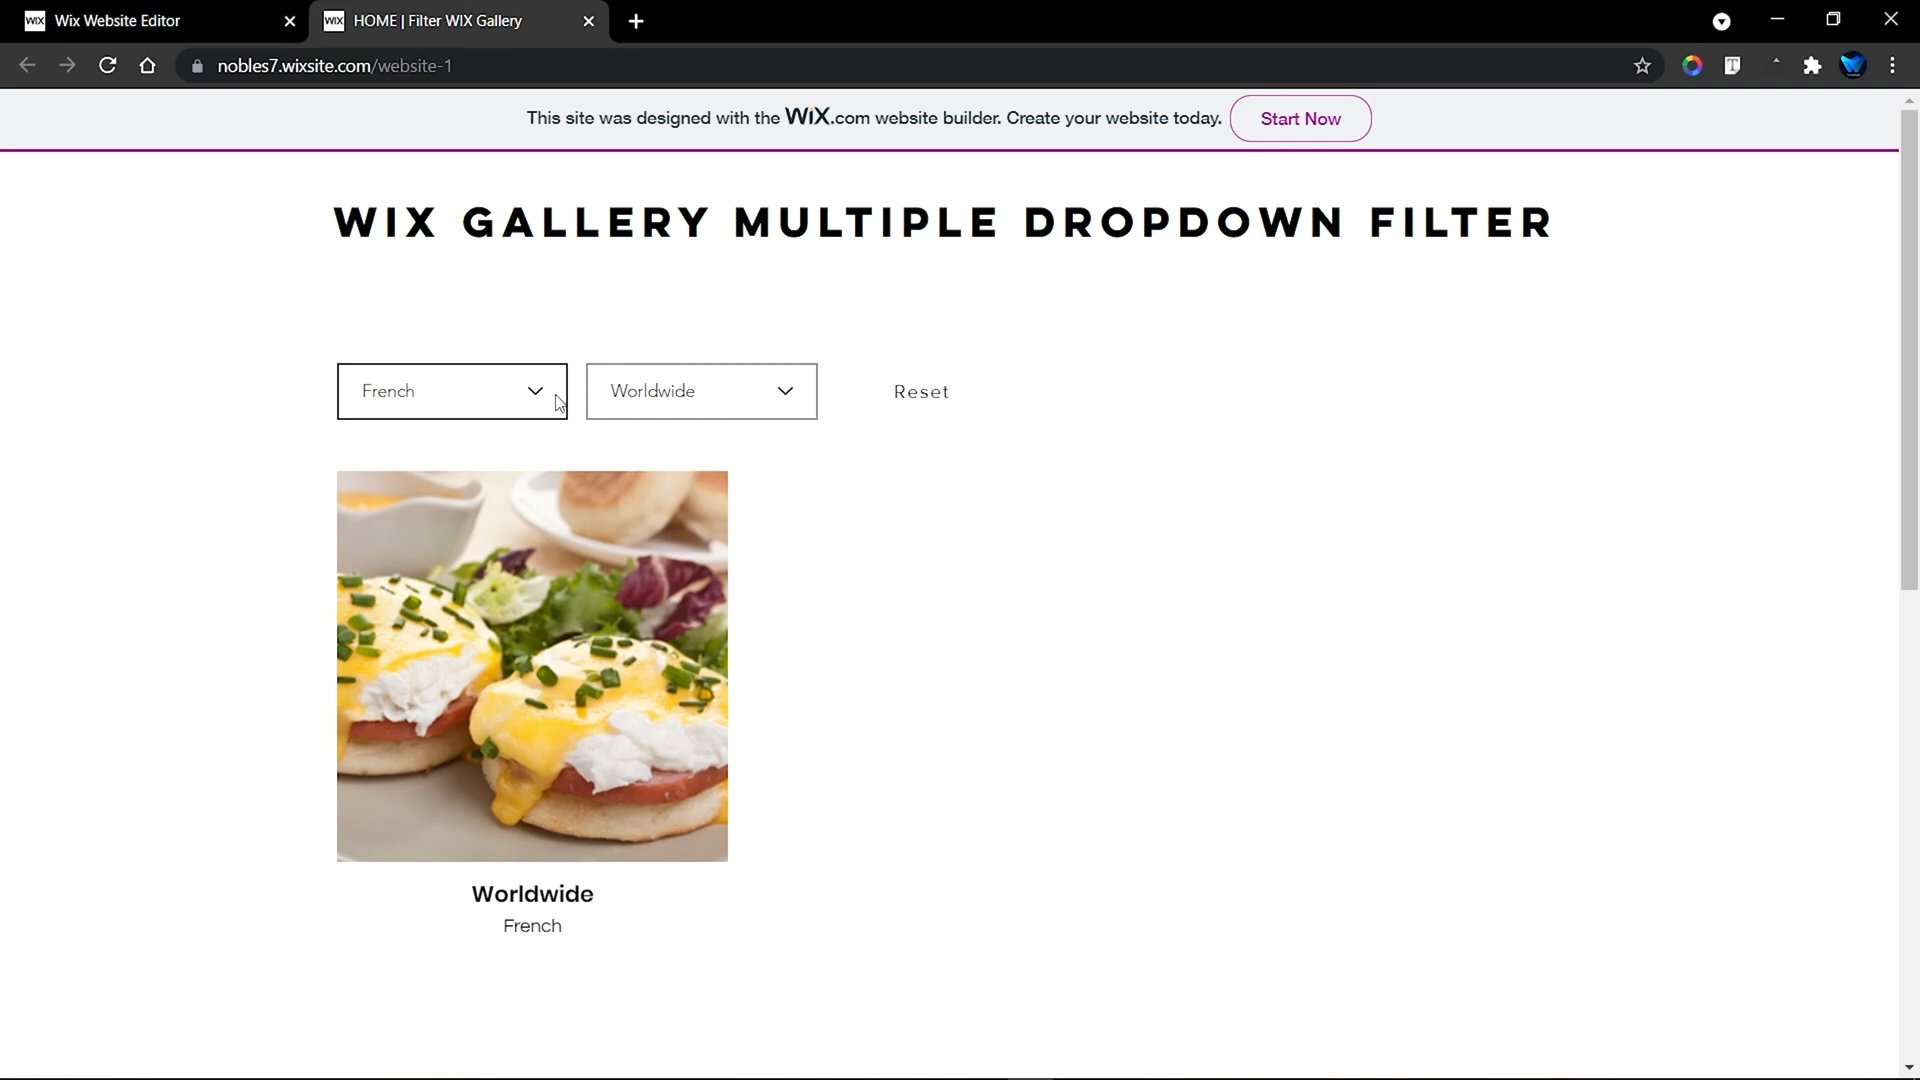 WIX Wix Website Editor
WIX HOME | Filter WIX Gallery
nobles7.wixsite.com/website-1
This site was designed with the WiX.com website builder. Create your website today. Start Now
WIX GALLERY MULTIPLE DROPDOWN FILTER
French Worldwide Reset
Worldwide
French